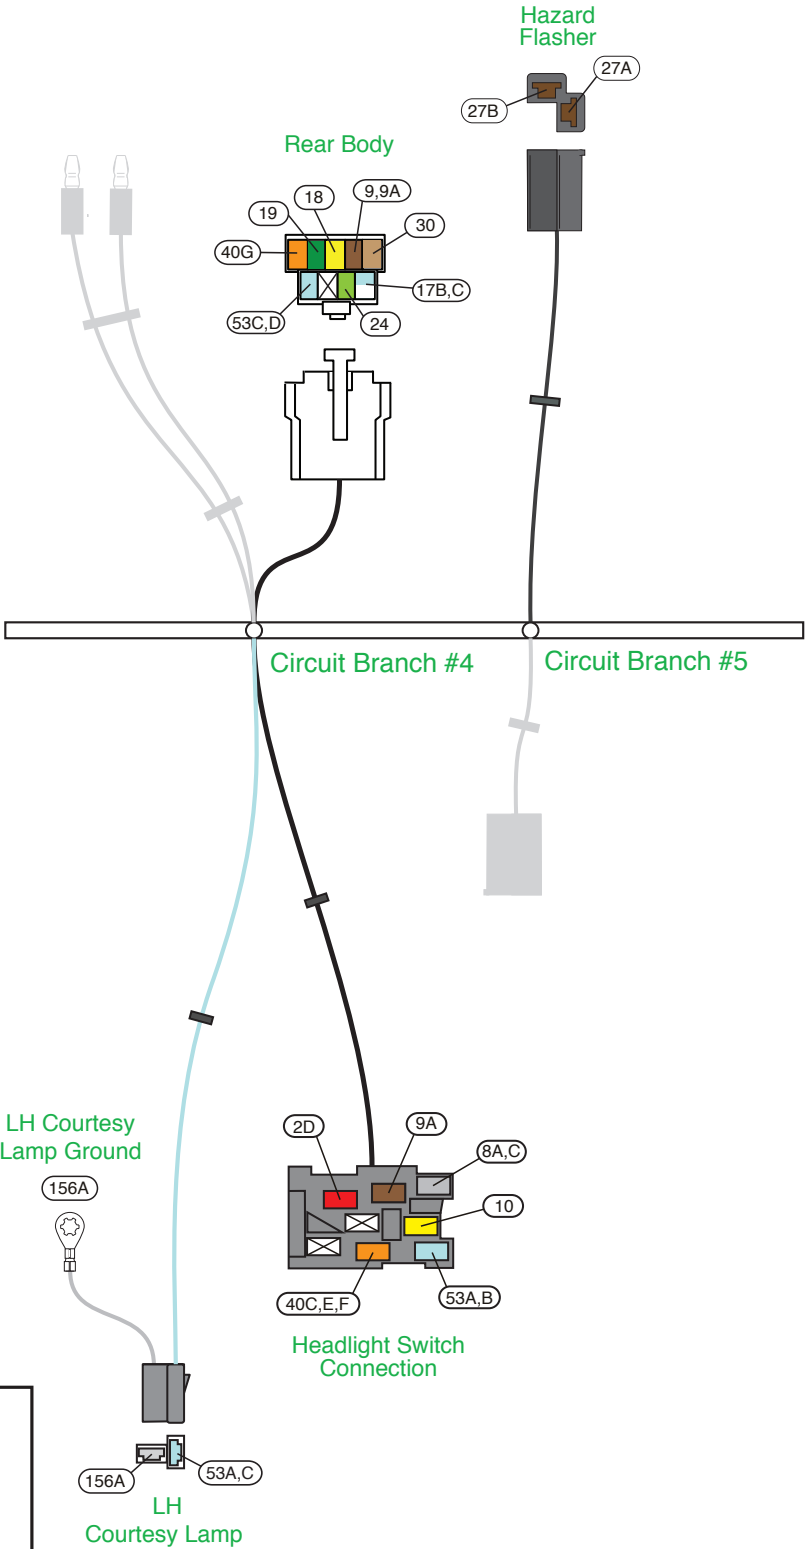 Hazard
Flasher
27A
27B
Rear Body
9,9A
18
19
30
40G
17B,C
53C,D
24
Circuit Branch #4
Circuit Branch #5
LH Courtesy
Lamp Ground
156A
2D
9A
8A,C
10
40C,E,F
53A,B
Headlight Switch
Connection
156A
53A,C
LH
Courtesy Lamp